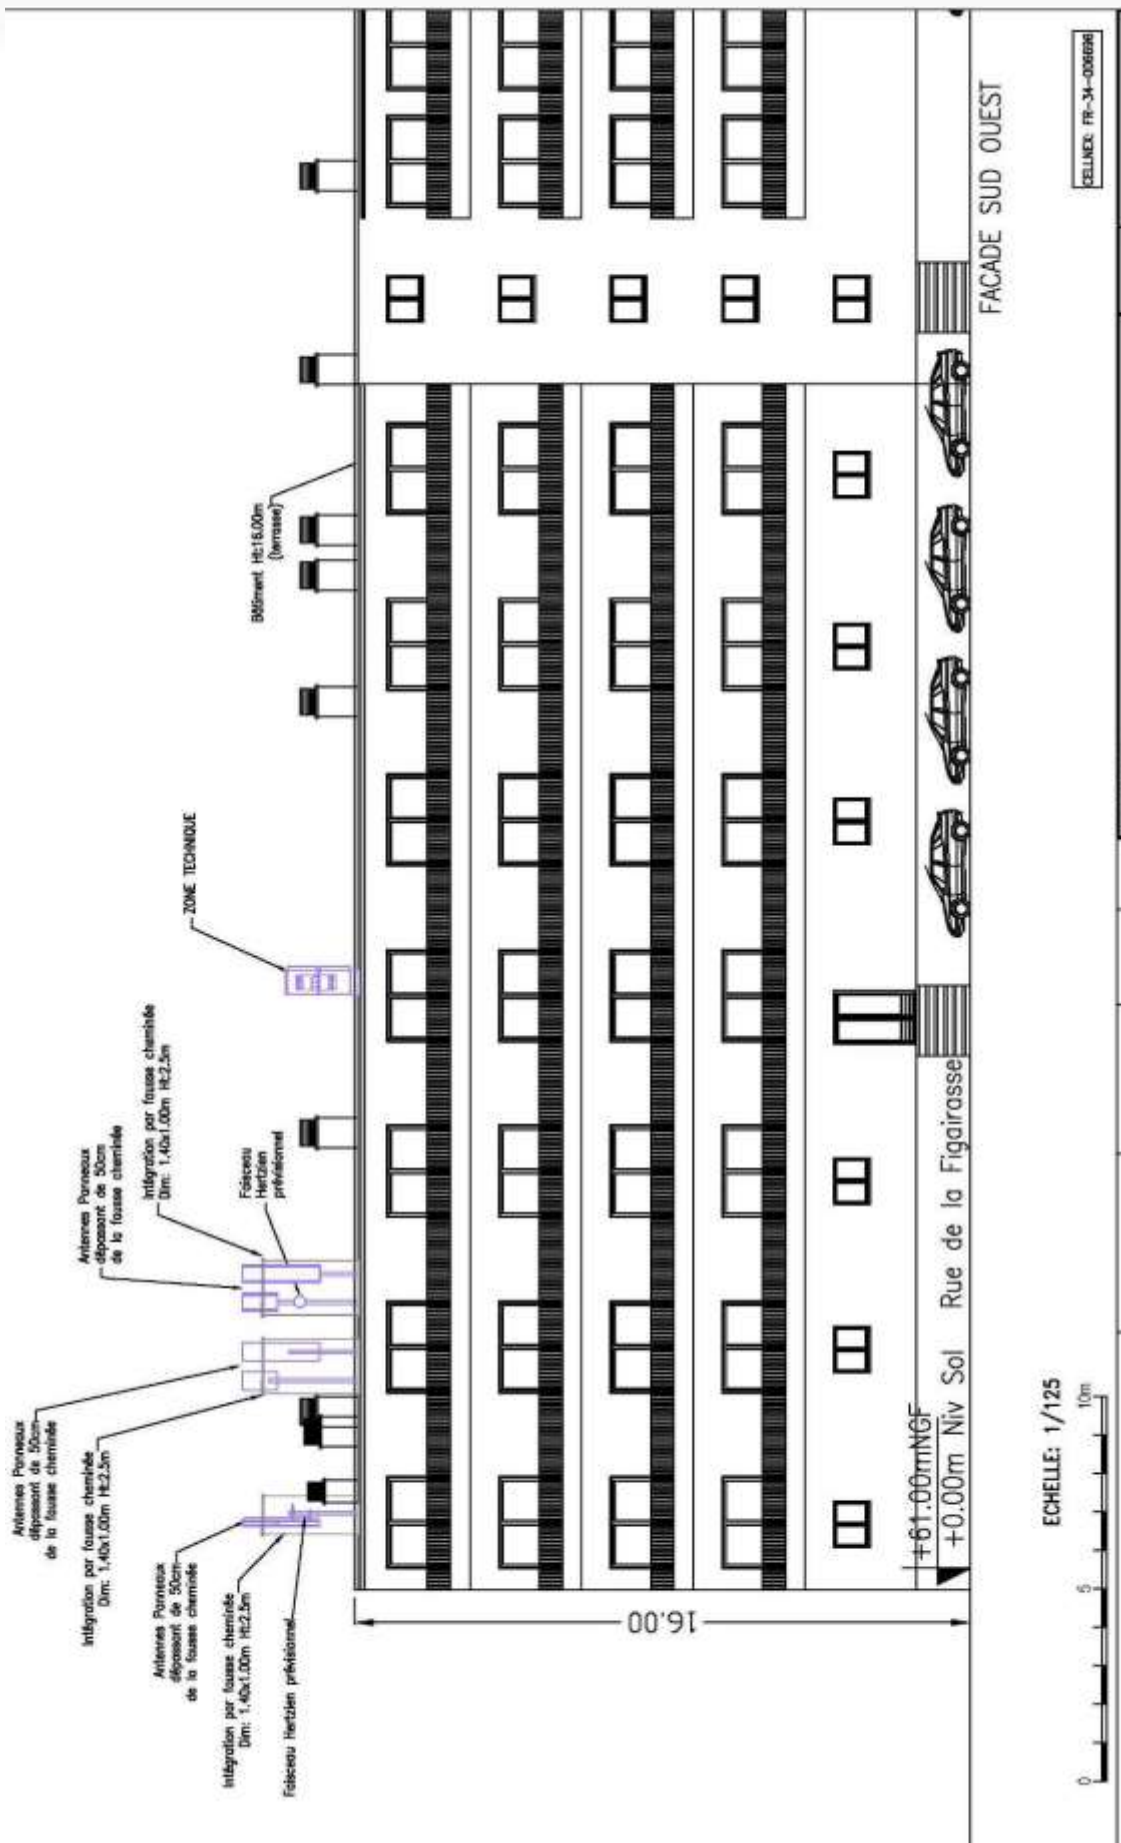 Antennes Panneaux
dépassant de 50cm
de la fausse cheminée
Intégration par fausse cheminée
Dim: 1.40x1.00m Ht:2.5m
Antennes Panneaux
dépassant de 50cm
de la fausse cheminée
Intégration par fausse cheminée
Dim: 1.40x1.00m Ht:2.5m
Faisceau Hertzien prévisionnel
Antennes Panneaux
dépassant de 50cm
de la fausse cheminée
Intégration par fausse cheminée
Dim: 1.40x1.00m Ht:2.5m
Faisceau
Hertzien
prévisionnel
ZONE TECHNIQUE
Bâtiment Ht:16.00m
(terrasse)
16.00
+61.00mNGF
+0.00m Niv Sol Rue de la Figairasse
FACADE SUD OUEST
ECHELLE: 1/125
0 5 10m
CELLNEX: FR-34-006698